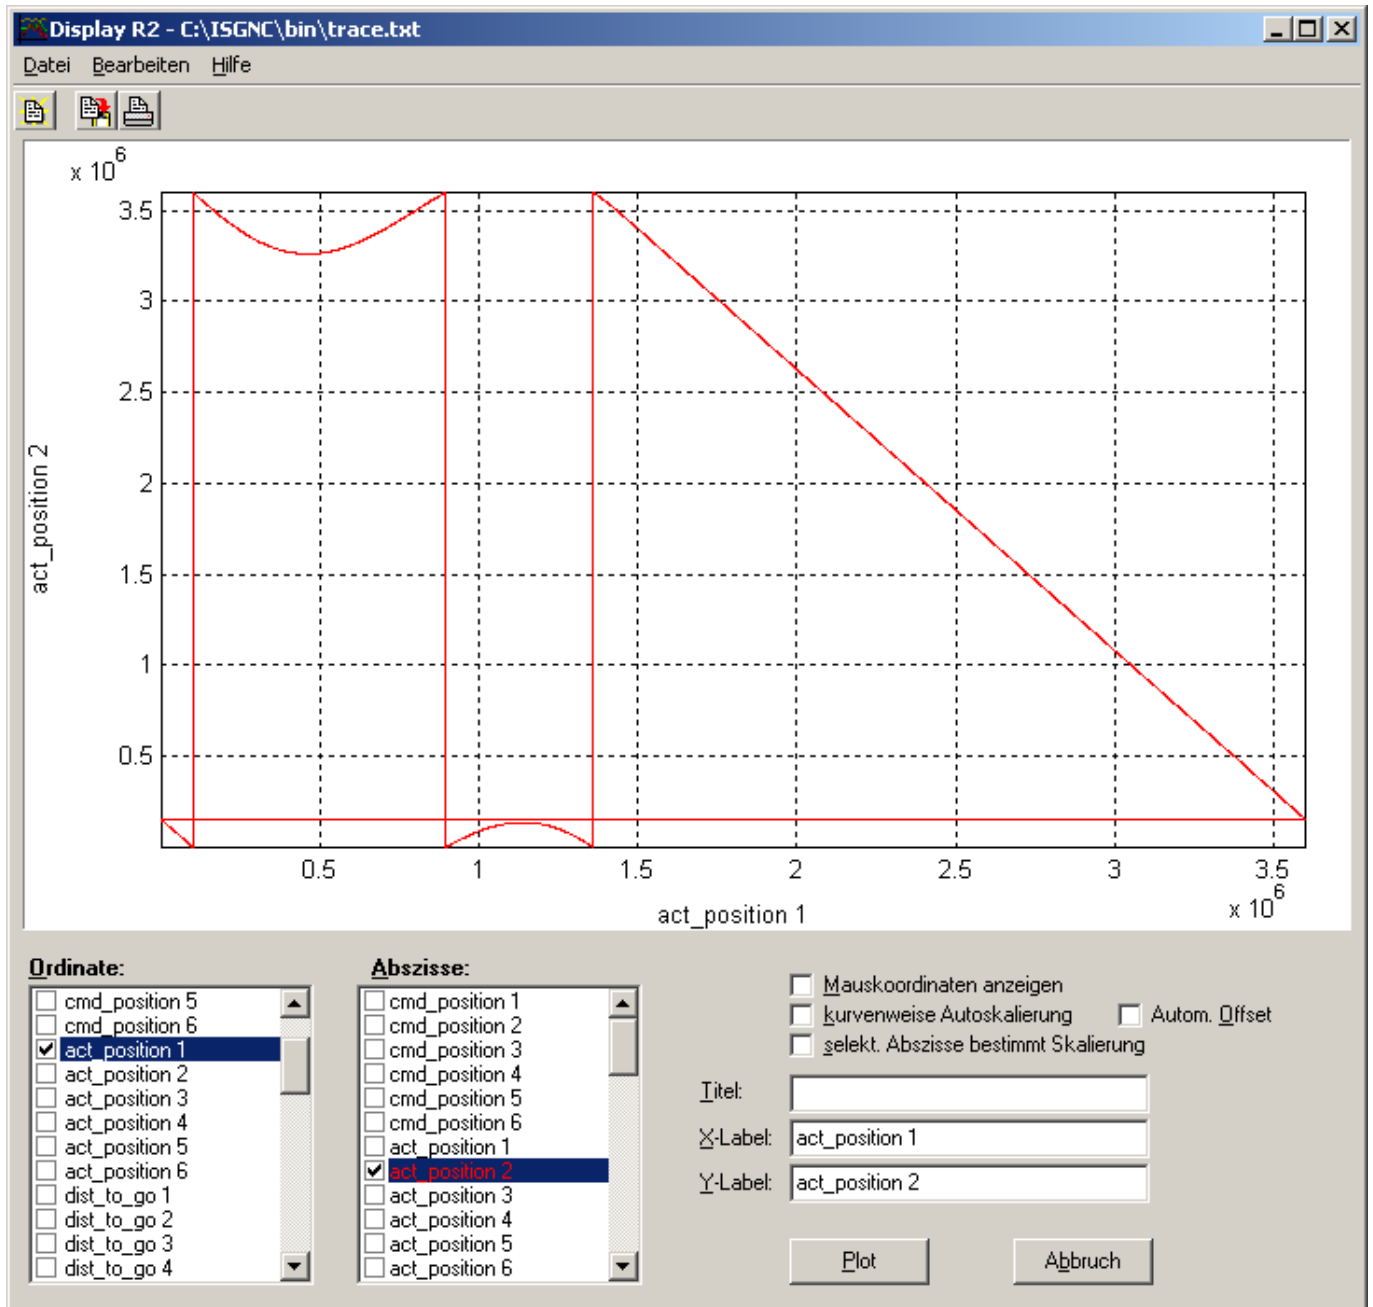 Display R2 - C:\ISGNC\bin\trace.txt
Datei Bearbeiten Hilfe
x 10^6
3.5
3
2.5
2
1.5
1
0.5
act_position 2
0.5 1 1.5 2 2.5 3 3.5
x 10^6
act_position 1
Ordinate:
cmd_position 5
cmd_position 6
act_position 1
act_position 2
act_position 3
act_position 4
act_position 5
act_position 6
dist_to_go 1
dist_to_go 2
dist_to_go 3
dist_to_go 4
Abszisse:
cmd_position 1
cmd_position 2
cmd_position 3
cmd_position 4
cmd_position 5
cmd_position 6
act_position 1
act_position 2
act_position 3
act_position 4
act_position 5
act_position 6
Mauskoordinaten anzeigen
kurvenweise Autoskalierung Autom. Offset
selekt. Abszisse bestimmt Skalierung
Titel:
X-Label: act_position 1
Y-Label: act_position 2
Plot Abbruch